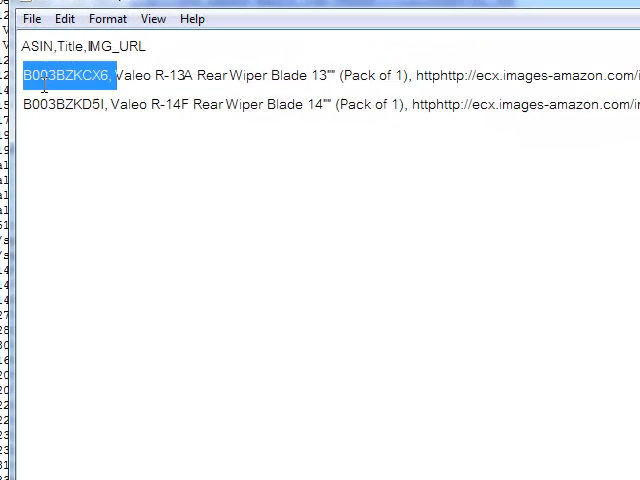 File Edit Format View Help
ASIN,Title,IMG_URL
B003BZKCX6, Valeo R-13A Rear Wiper Blade 13"" (Pack of 1), httphttp://ecx.images-amazon.com/i
B003BZKD5I, Valeo R-14F Rear Wiper Blade 14"" (Pack of 1), httphttp://ecx.images-amazon.com/i